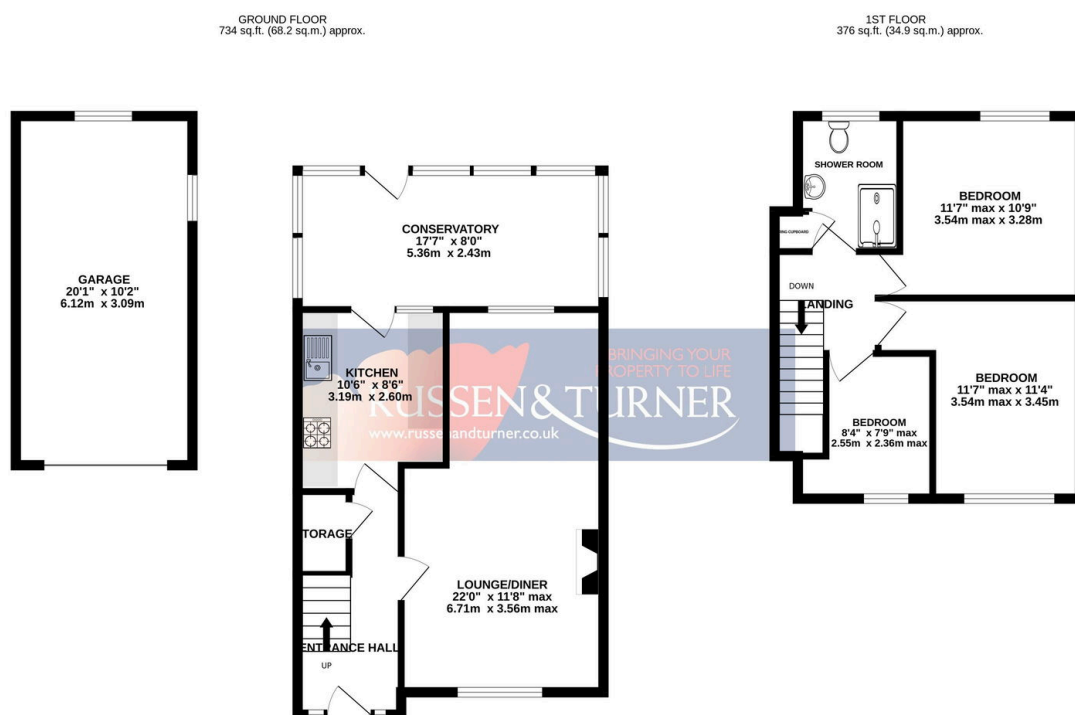 GROUND FLOOR
734 sq.ft. (68.2 sq.m.) approx.
1ST FLOOR
376 sq.ft. (34.9 sq.m.) approx.
GARAGE
20'1" x 10'2"
6.12m x 3.09m
CONSERVATORY
17'7" x 8'0"
5.36m x 2.43m
KITCHEN
10'6" x 8'6"
3.19m x 2.60m
STORAGE
LOUNGE/DINER
22'0" x 11'8" max
6.71m x 3.56m max
ENTRANCE HALL
UP
SHOWER ROOM
BEDROOM
11'7" max x 10'9"
3.54m max x 3.28m
CUPBOARD
DOWN
LANDING
BEDROOM
11'7" max x 11'4"
3.54m max x 3.45m
BEDROOM
8'4" x 7'9" max
2.55m x 2.36m max
BRINGING YOUR
PROPERTY TO LIFE
RUSSEN & TURNER
www.russenandturner.co.uk